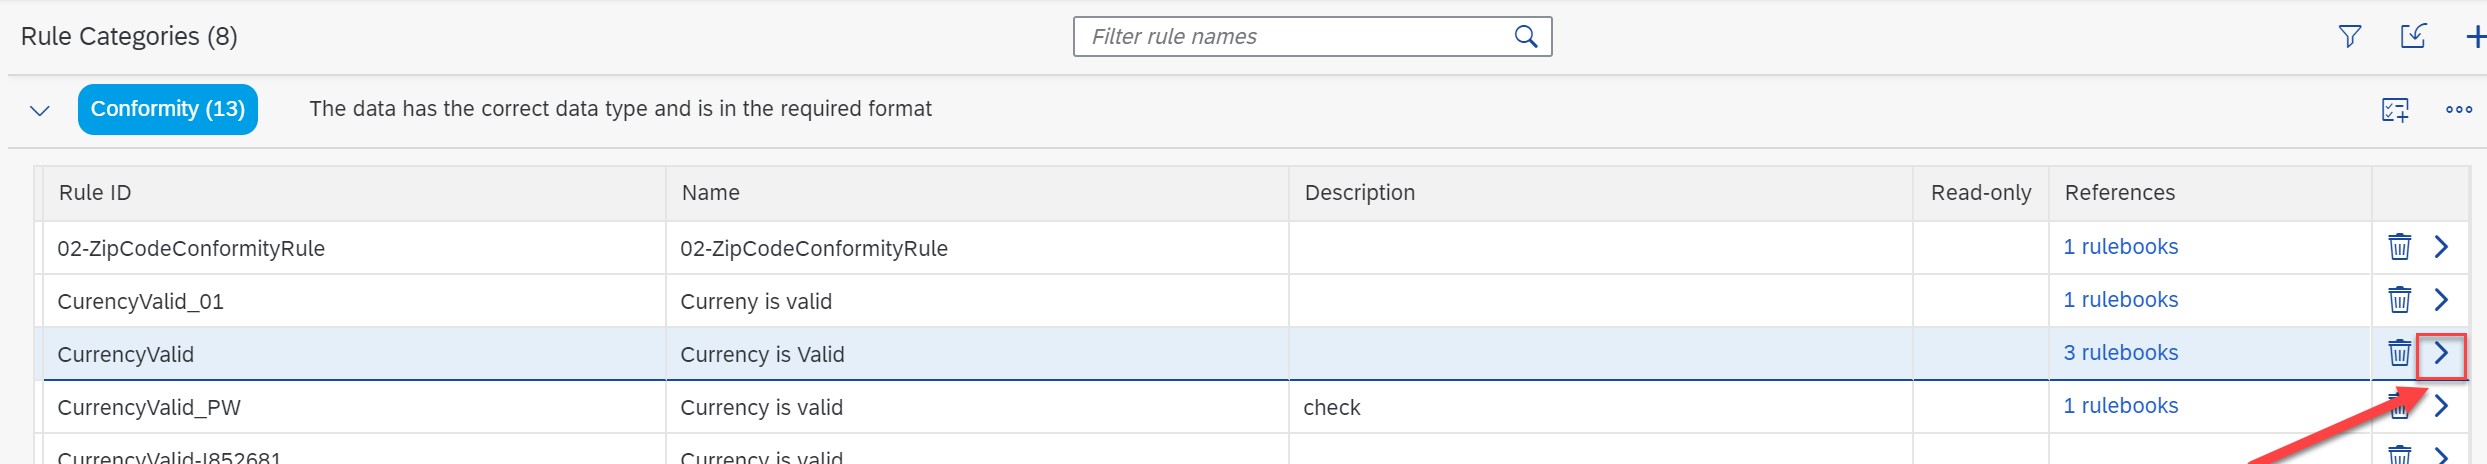 Rule Categories (8)
Filter rule names
Conformity (13) The data has the correct data type and is in the required format
Rule ID Name Description Read-only References
02-ZipCodeConformityRule 02-ZipCodeConformityRule 1 rulebooks
CurencyValid_01 Curreny is valid 1 rulebooks
CurrencyValid Currency is Valid 3 rulebooks
CurrencyValid_PW Currency is valid check 1 rulebooks
CurrencyValid-I852681 Currency is valid